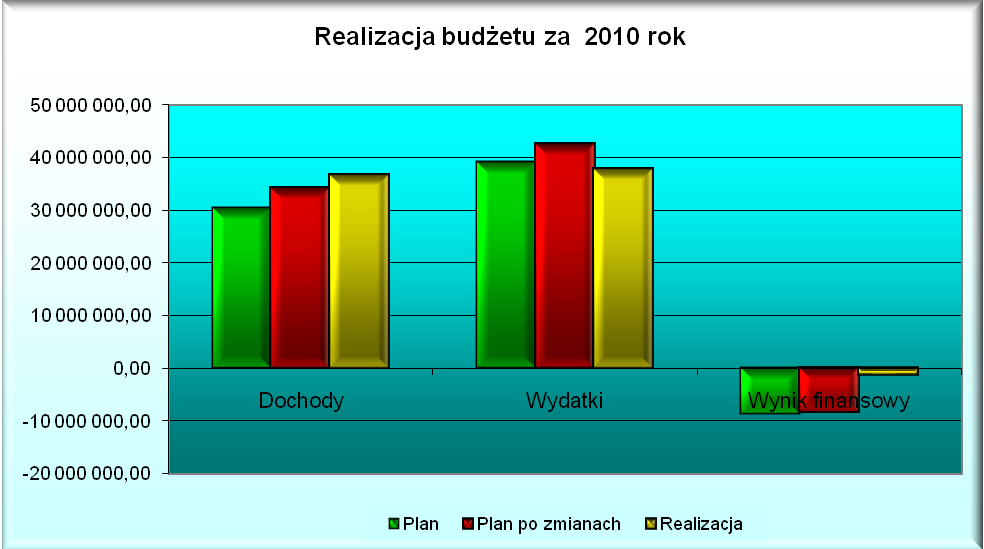 Realizacja budżetu za 2010 rok
50 000 000,00
40 000 000,00
30 000 000,00
20 000 000,00
10 000 000,00
0,00
-10 000 000,00
-20 000 000,00
Dochody Wydatki Wynik finansowy
Plan Plan po zmianach Realizacja